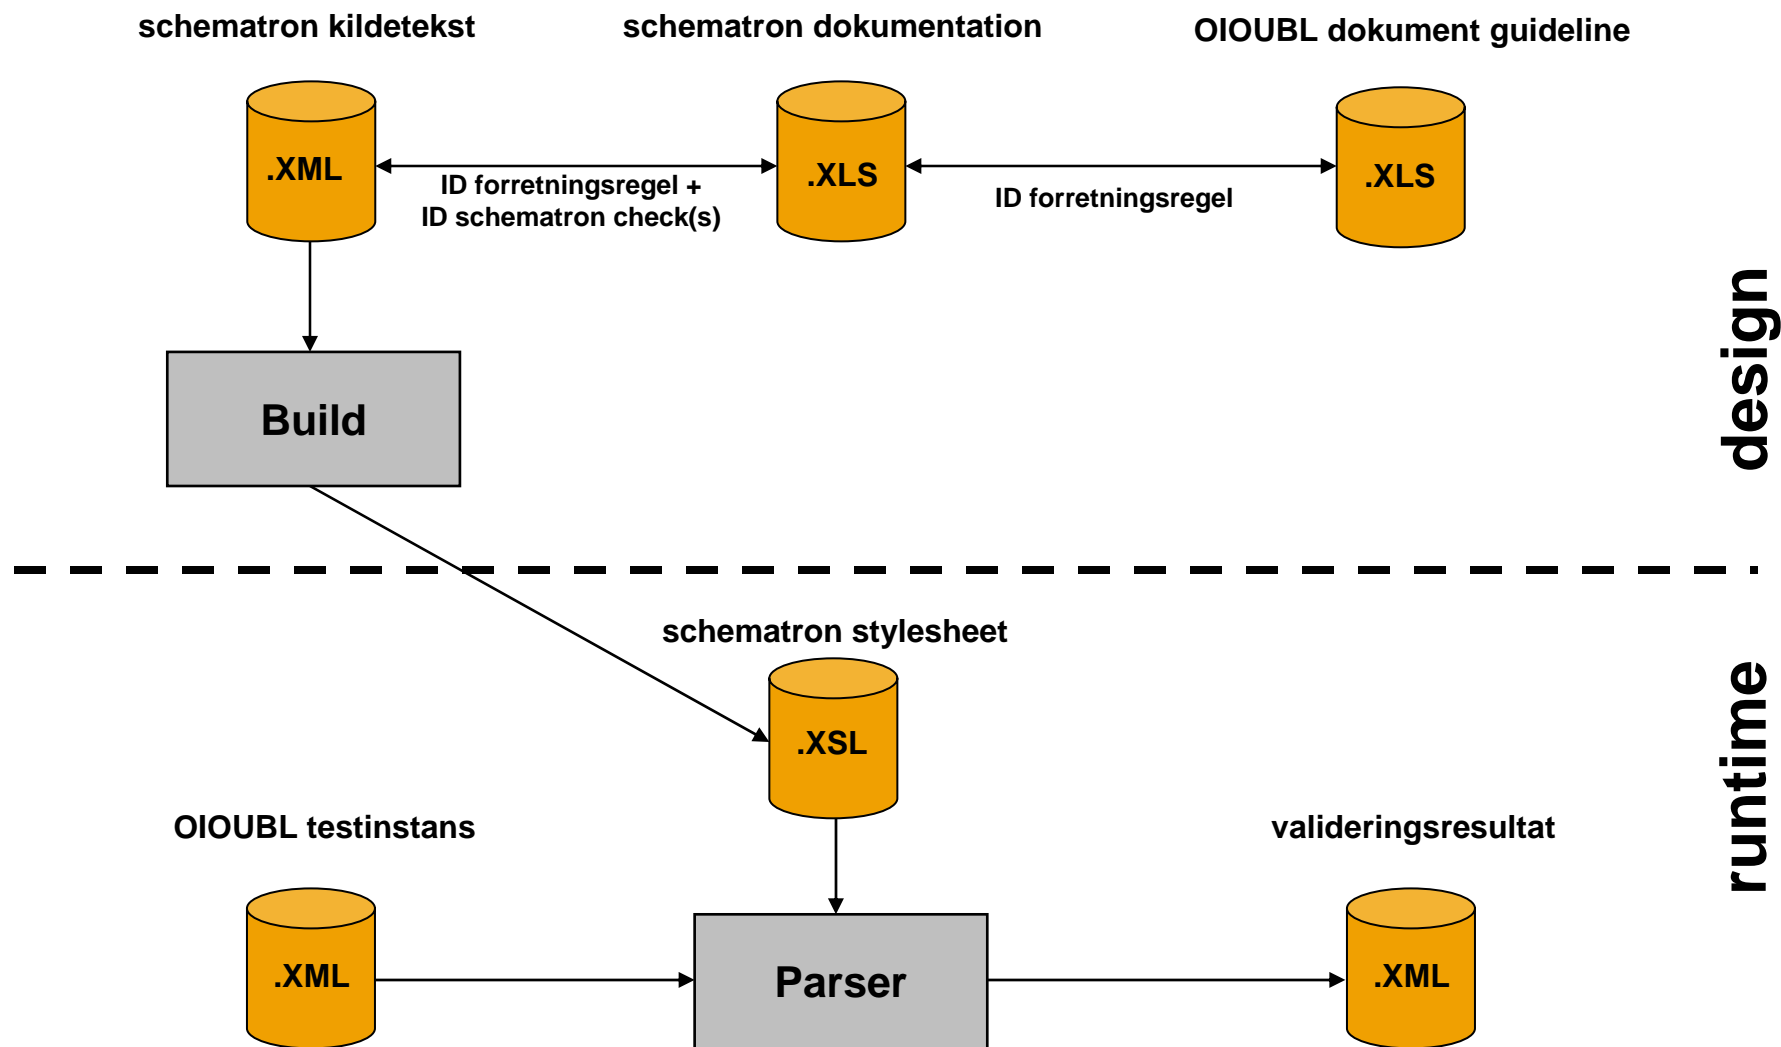 schematron kildetekst
schematron dokumentation
OIOUBL dokument guideline
.XML
.XLS
.XLS
ID forretningsregel +
ID schematron check(s)
ID forretningsregel
Build
design
schematron stylesheet
.XSL
runtime
OIOUBL testinstans
valideringsresultat
.XML
Parser
.XML